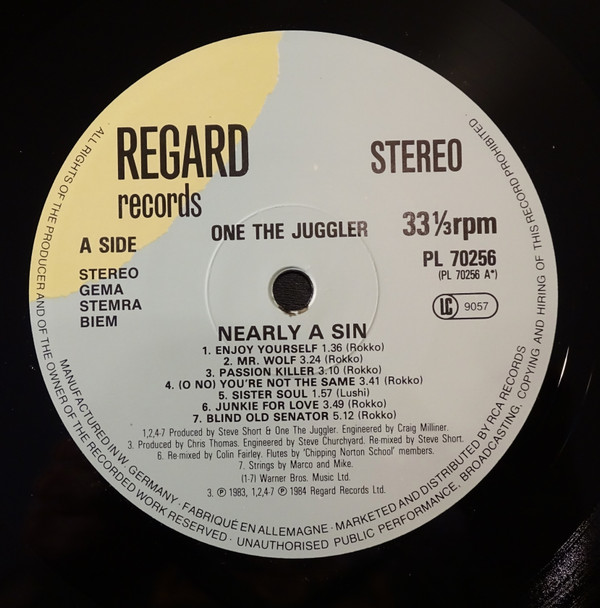 REGARD
records
STEREO
ONE THE JUGGLER
33⅓rpm
A SIDE
PL 70256
(PL 70256 A*)
STEREO
GEMA
STEMRA
BIEM
LC 9057
NEARLY A SIN
1. ENJOY YOURSELF 1.36 (Rokko)
2. MR. WOLF 3.24 (Rokko)
3. PASSION KILLER 3.10 (Rokko)
4. (O NO) YOU'RE NOT THE SAME 3.41 (Rokko)
5. SISTER SOUL 1.57 (Lushi)
6. JUNKIE FOR LOVE 3.49 (Rokko)
7. BLIND OLD SENATOR 5.12 (Rokko)
1,2,4-7 Produced by Steve Short & One The Juggler. Engineered by Craig Milliner.
3. Produced by Chris Thomas. Engineered by Steve Churchyard. Re-mixed by Steve Short.
6. Re-mixed by Colin Fairley. Flutes by 'Chipping Norton School' members.
7. Strings by Marco and Mike.
(1-7) Warner Bros. Music Ltd.
3. ℗ 1983, 1,2,4-7 ℗ 1984 Regard Records Ltd.
MANUFACTURED IN W. GERMANY · FABRIQUÉ EN ALLEMAGNE · MARKETED AND DISTRIBUTED BY RCA RECORDS
ALL RIGHTS OF THE PRODUCER AND OF THE OWNER OF THE RECORDED WORK RESERVED · UNAUTHORISED PUBLIC PERFORMANCE, BROADCASTING, COPYING AND HIRING OF THIS RECORD PROHIBITED